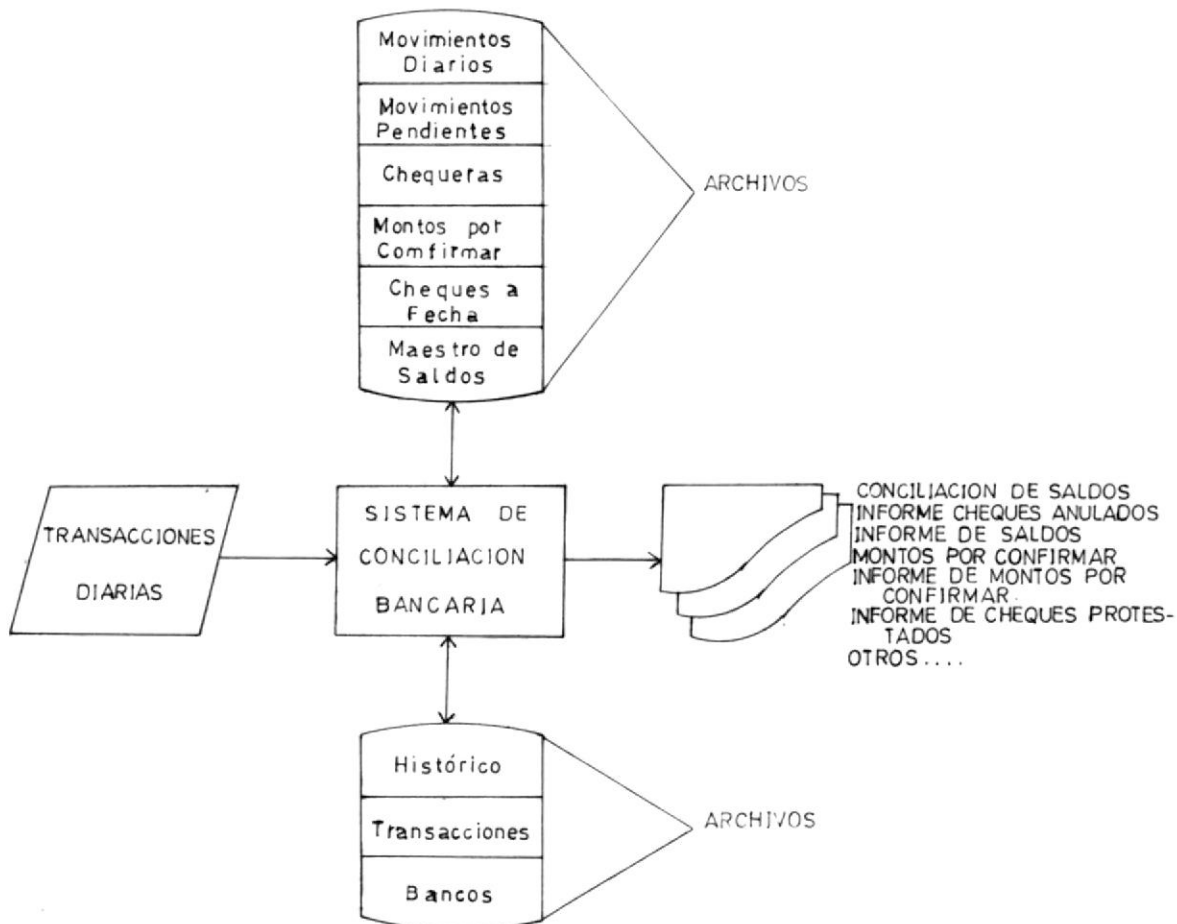 Movimientos
Diarios
Movimientos
Pendientes
Chequeras
Montos por
Comfirmar
Cheques a
Fecha
Maestro de
Saldos
ARCHIVOS
TRANSACCIONES
DIARIAS
SISTEMA DE
CONCILIACION
BANCARIA
CONCILIACION DE SALDOS
INFORME CHEQUES ANULADOS
INFORME DE SALDOS
MONTOS POR CONFIRMAR
INFORME DE MONTOS POR
CONFIRMAR.
INFORME DE CHEQUES PROTES-
TADOS
OTROS....
Histórico
Transacciones
Bancos
ARCHIVOS